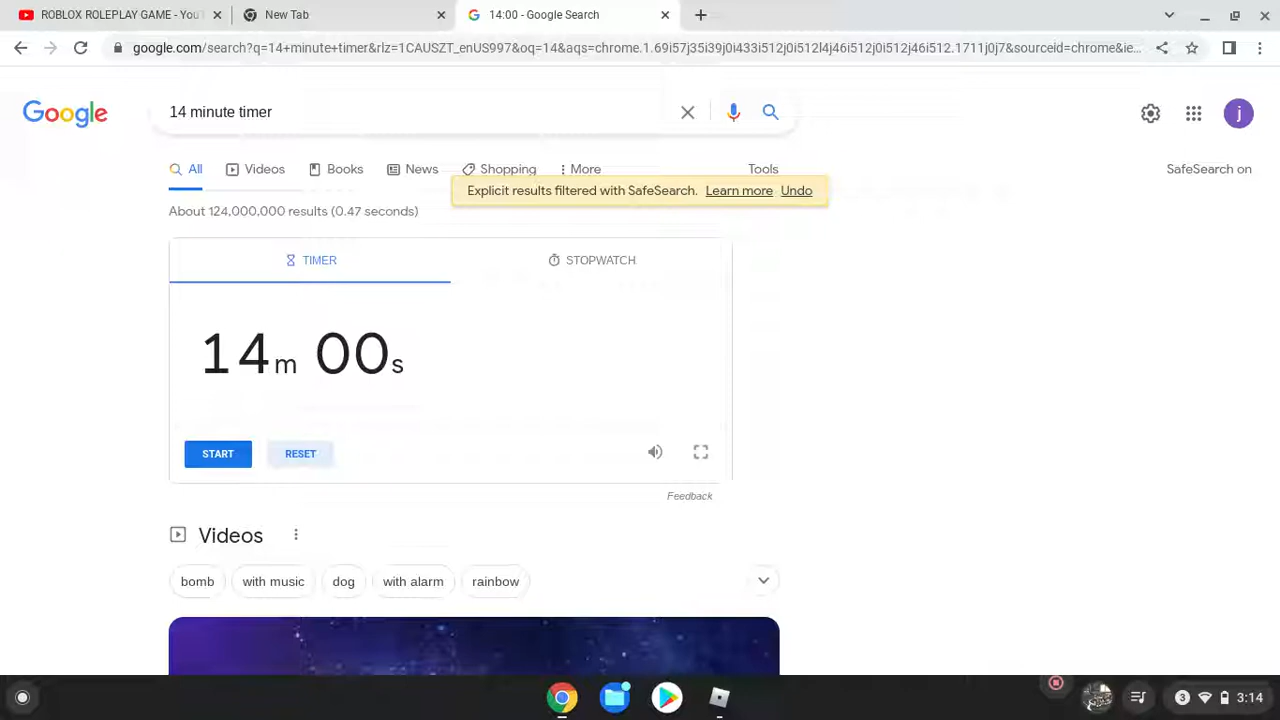 ROBLOX ROLEPLAY GAME - You
New Tab
14:00 - Google Search
google.com/search?q=14+minute+timer&rlz=1CAUSZT_enUS997&oq=14&aqs=chrome.1.69i57j35i39j0i433i512j0i512l4j46i512j0i512j46i512.1711j0j7&sourceid=chrome&ie...
Google
14 minute timer
j
All
Videos
Books
News
Shopping
More
Tools
SafeSearch on
Explicit results filtered with SafeSearch. Learn more Undo
About 124,000,000 results (0.47 seconds)
TIMER
STOPWATCH
14m 00s
START
RESET
Feedback
Videos
bomb
with music
dog
with alarm
rainbow
3
3:14